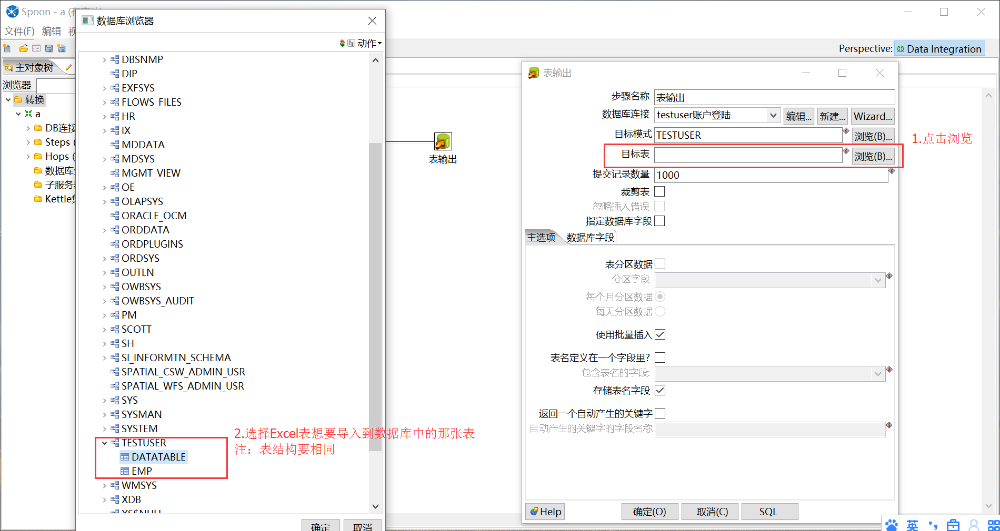 Spoon - a (有变动)
文件(F) 编辑 视
Perspective: Data Integration
主对象树
浏览器
转换
a
DB连接
Steps (
Hops (
数据库分
子服务器
Kettle集
数据库浏览器
动作
DBSNMP
DIP
EXFSYS
FLOWS_FILES
HR
IX
MDDATA
MDSYS
MGMT_VIEW
OE
OLAPSYS
ORACLE_OCM
ORDDATA
ORDPLUGINS
ORDSYS
OUTLN
OWBSYS
OWBSYS_AUDIT
PM
SCOTT
SH
SI_INFORMTN_SCHEMA
SPATIAL_CSW_ADMIN_USR
SPATIAL_WFS_ADMIN_USR
SYS
SYSMAN
SYSTEM
TESTUSER
DATATABLE
EMP
WMSYS
XDB
XS$NULL
确定 取消
2.选择Excel表想要导入到数据库中的那张表
注：表结构要相同
表输出
表输出
步骤名称 表输出
数据库连接 testuser账户登陆 编辑... 新建... Wizard...
目标模式 TESTUSER 浏览(B)...
目标表 浏览(B)...
1.点击浏览
提交记录数量 1000
裁剪表
忽略插入错误
指定数据库字段
主选项 数据库字段
表分区数据
分区字段
每个月分区数据
每天分区数据
使用批量插入
表名定义在一个字段里?
包含表名的字段:
存储表名字段
返回一个自动产生的关键字
自动产生的关键字的字段名称
Help 确定(O) 取消(C) SQL
英